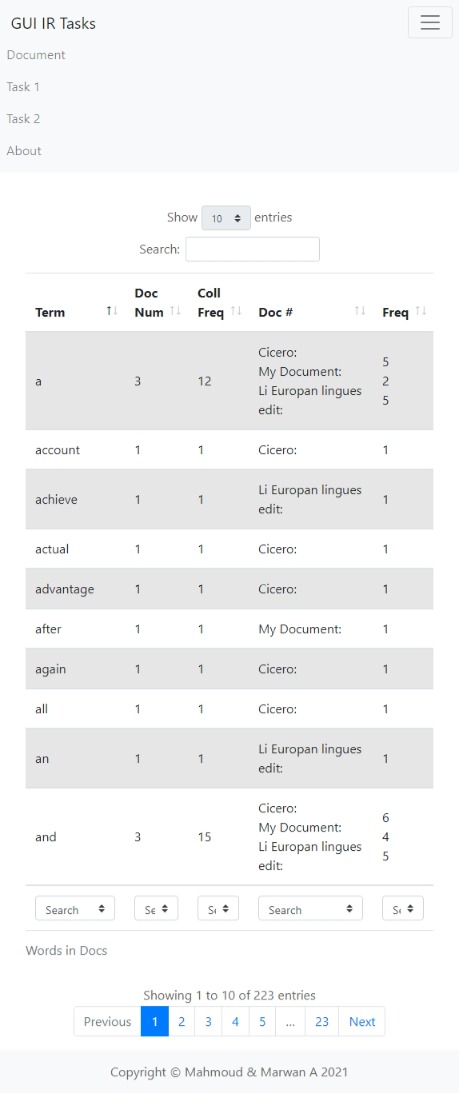 GUI IR Tasks
Document
Task 1
Task 2
About
Show 10 entries
Search:
Term Doc Num Coll Freq Doc # Freq
a 3 12 Cicero: 5
My Document: 2
Li Europan lingues edit: 5
account 1 1 Cicero: 1
achieve 1 1 Li Europan lingues edit: 1
actual 1 1 Cicero: 1
advantage 1 1 Cicero: 1
after 1 1 My Document: 1
again 1 1 Cicero: 1
all 1 1 Cicero: 1
an 1 1 Li Europan lingues edit: 1
and 3 15 Cicero: 6
My Document: 4
Li Europan lingues edit: 5
Search Se Search
Words in Docs
Showing 1 to 10 of 223 entries
Previous 1 2 3 4 5 ... 23 Next
Copyright © Mahmoud & Marwan A 2021